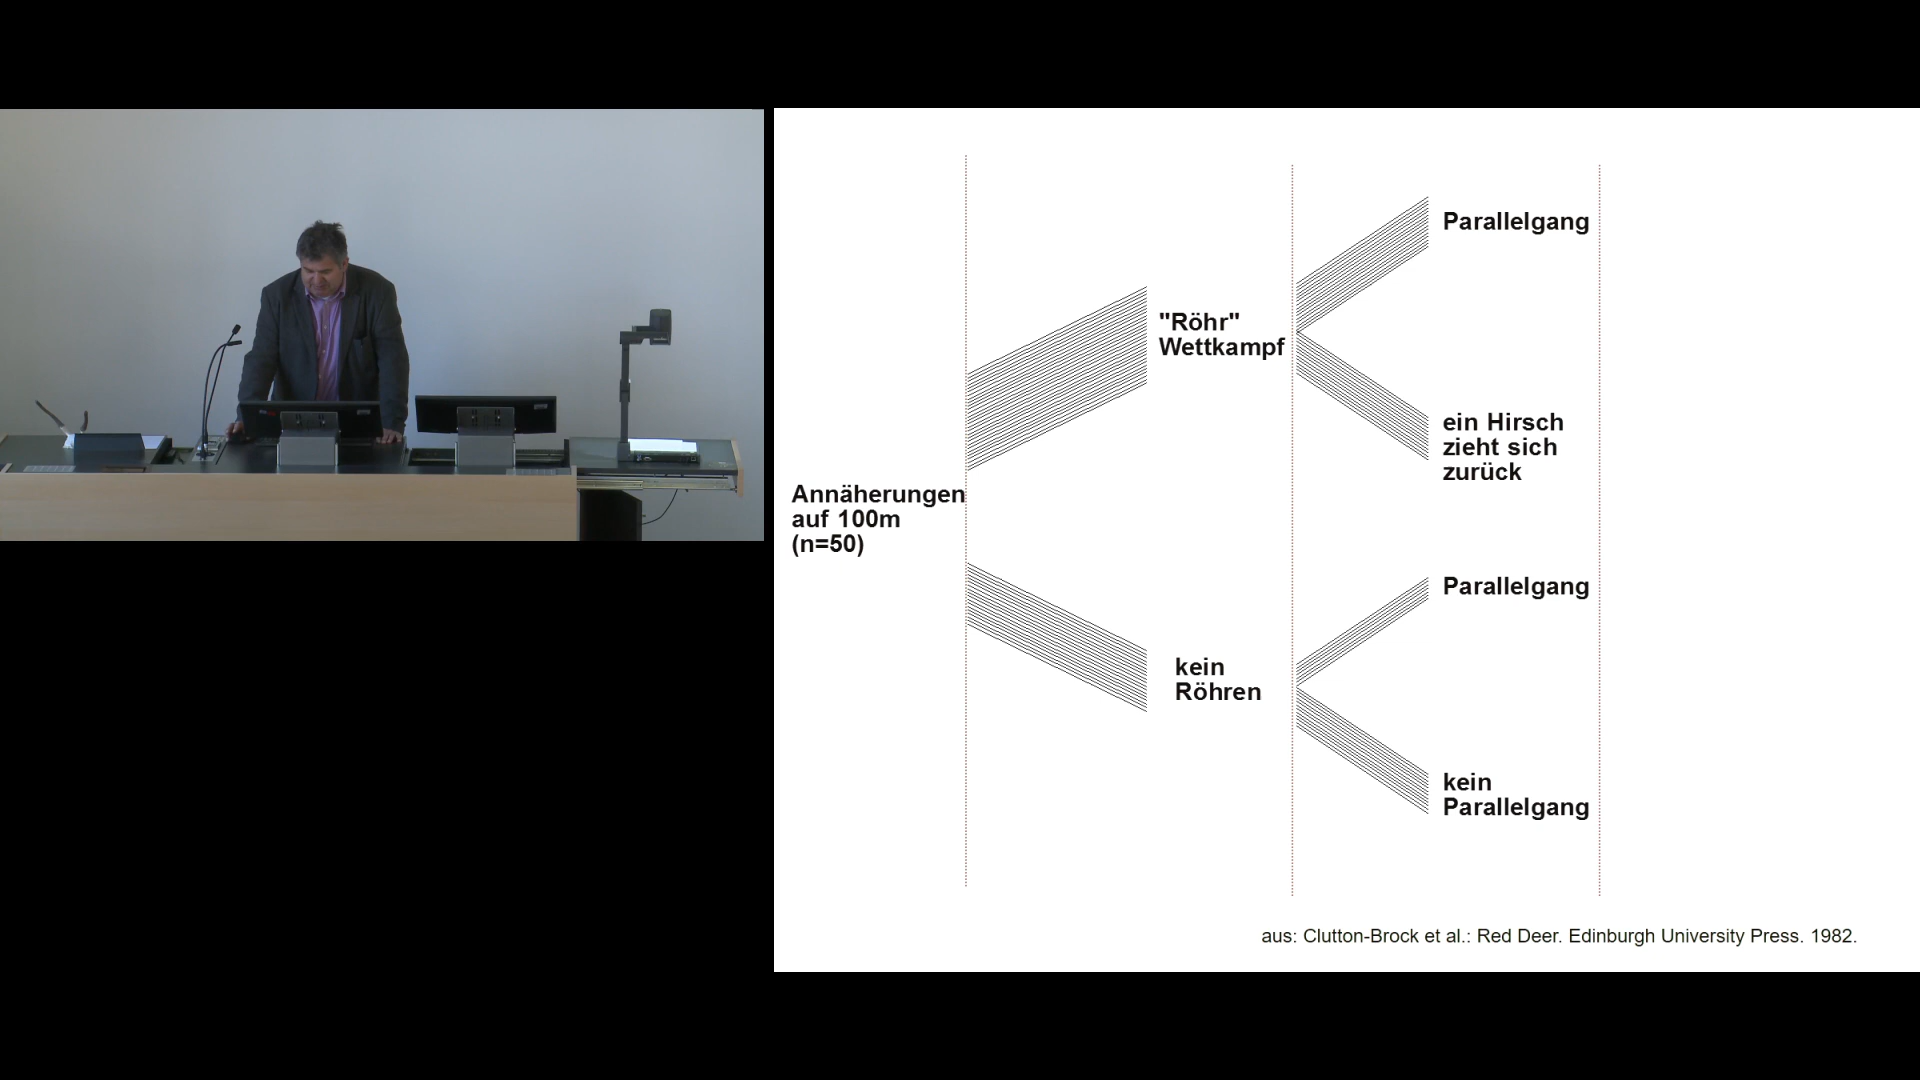 Parallelgang
"Röhr"
Wettkampf
ein Hirsch
zieht sich
zurück
Annäherungen
auf 100m
(n=50)
Parallelgang
kein
Röhren
kein
Parallelgang
aus: Clutton-Brock et al.: Red Deer. Edinburgh University Press. 1982.